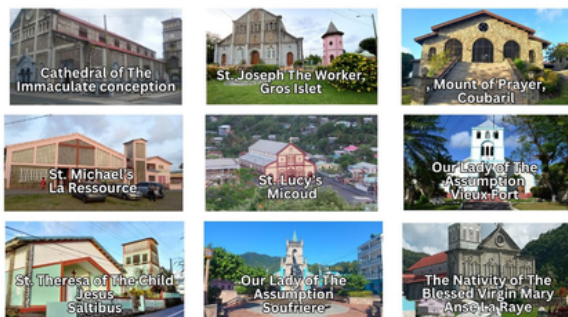 Cathedral of The
Immaculate conception
St. Joseph The Worker,
Gros Islet
, Mount of Prayer,
Coubaril
St. Michael's
La Ressource
St. Lucy's
Micoud
Our Lady of The
Assumption
Vieux Fort
St. Theresa of The Child
Jesus
Saltibus
Our Lady of The
Assumption
Soufriere
The Nativity of The
Blessed Virgin Mary
Anse La Raye